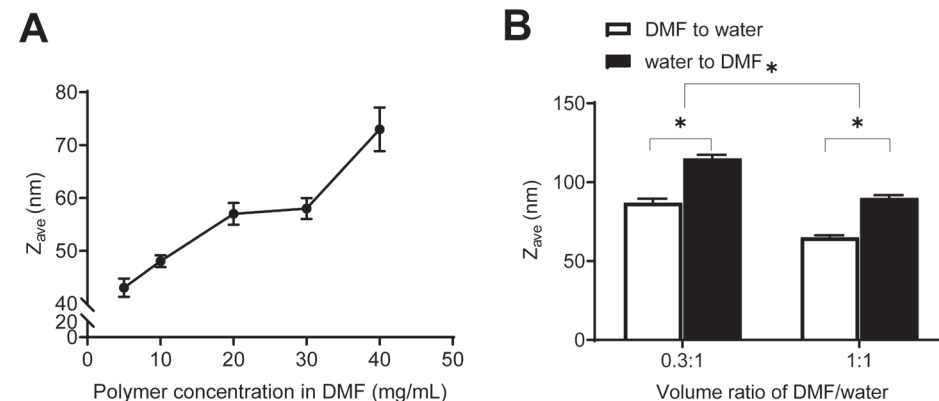 A
80
70
60
50
40
20
0
Z_ave (nm)
0 10 20 30 40 50
Polymer concentration in DMF (mg/mL)
B
DMF to water
water to DMF
*
* *
150
100
50
0
Z_ave (nm)
0.3:1 1:1
Volume ratio of DMF/water